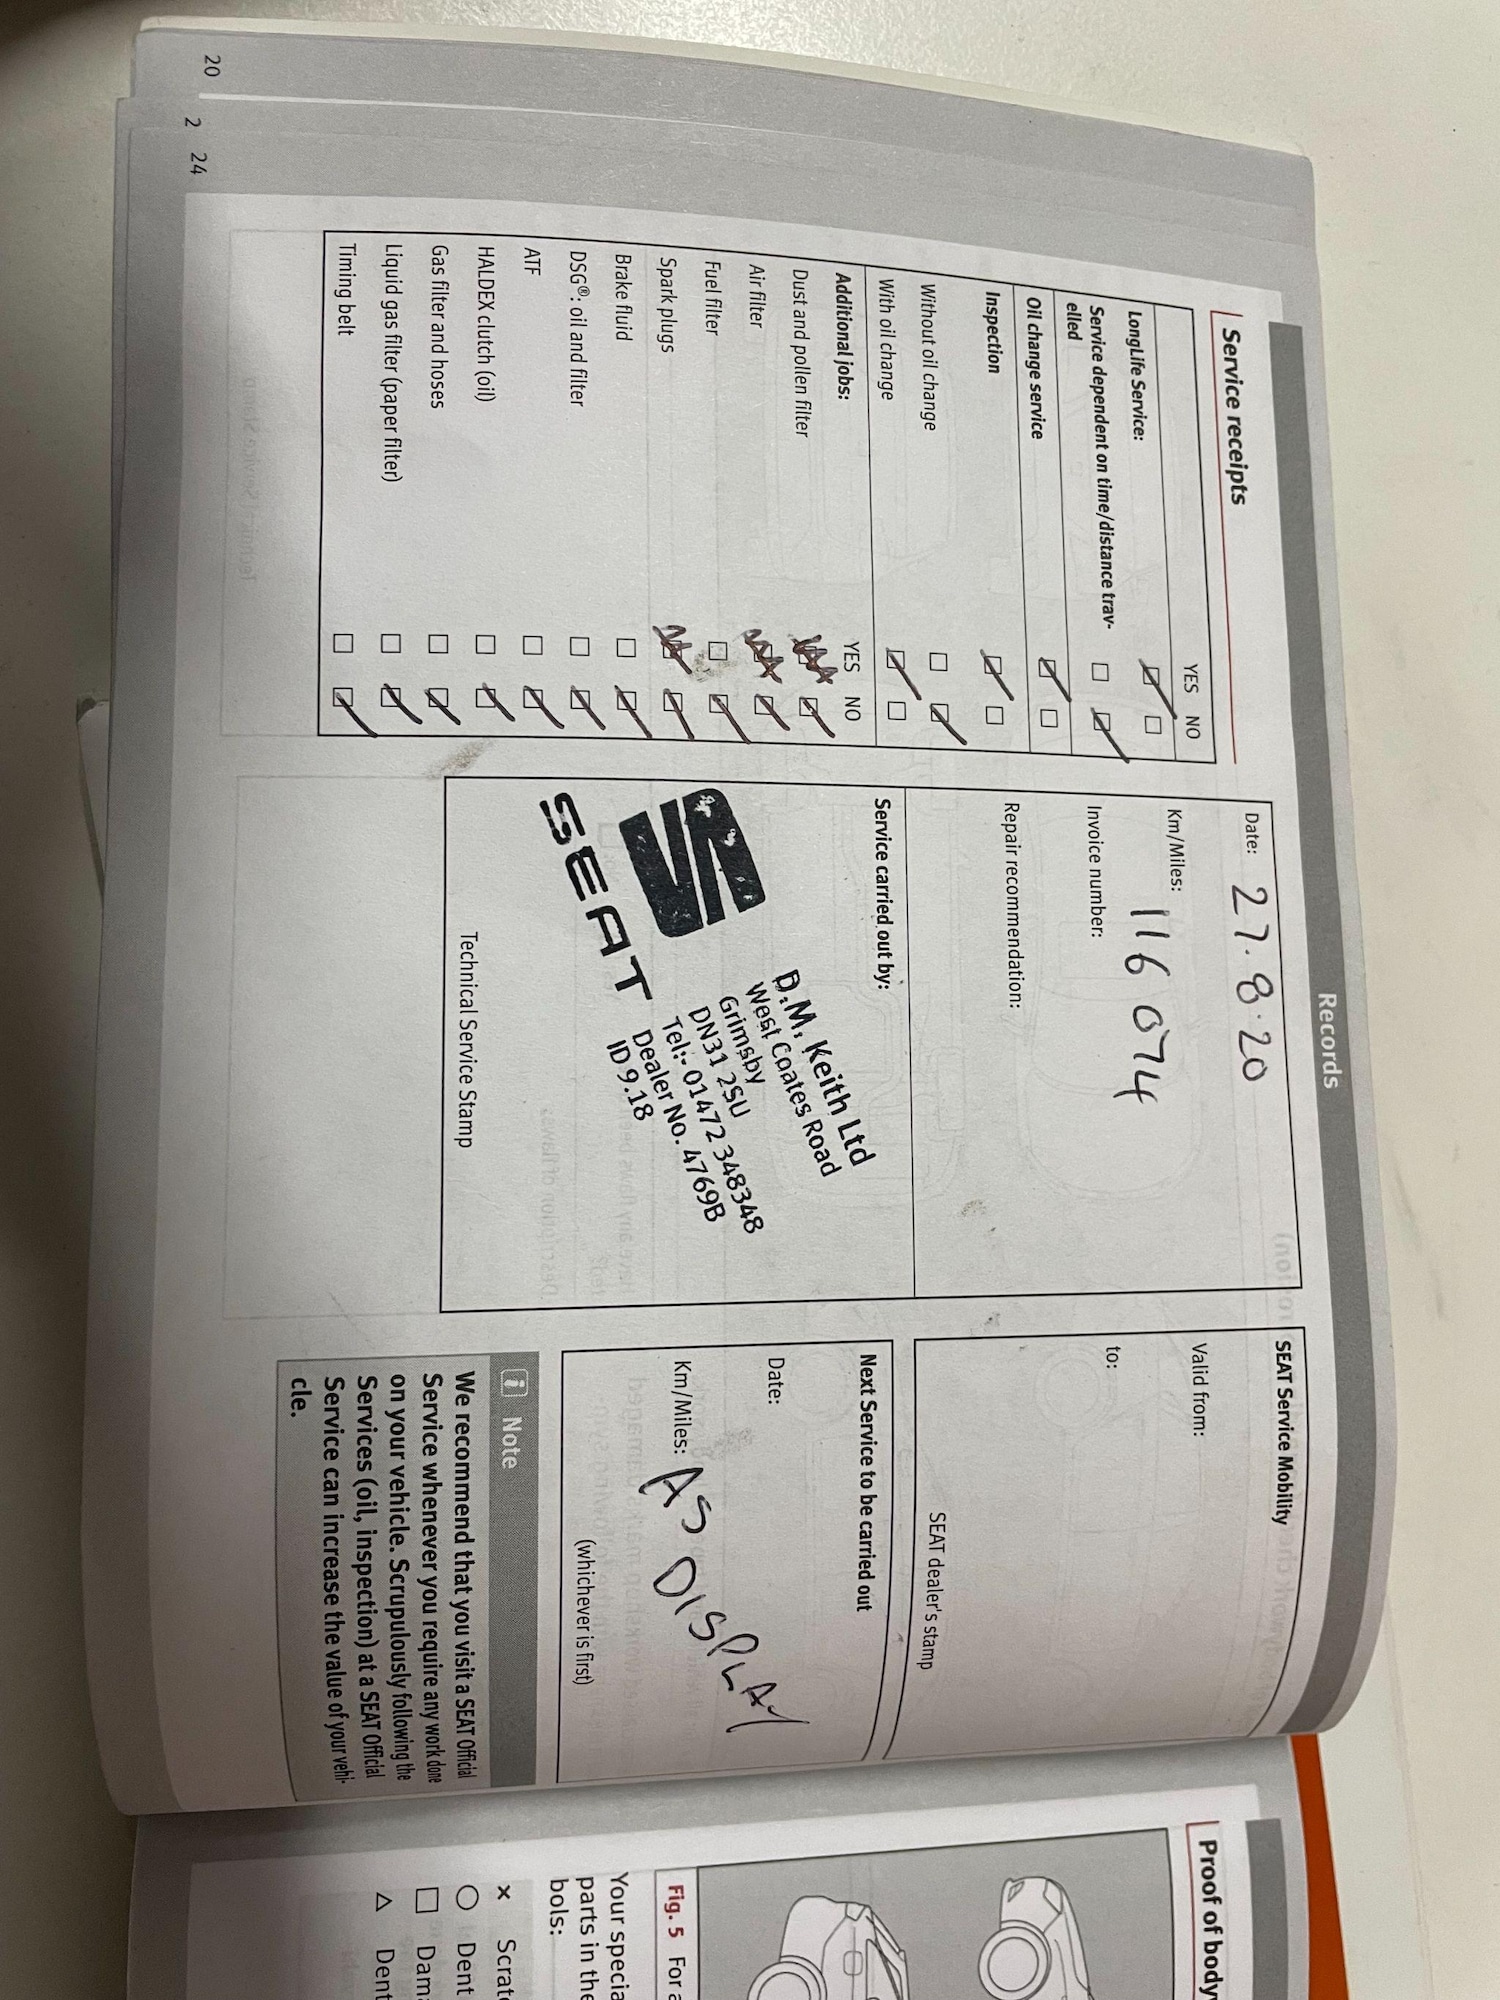 Records
Service receipts
YES NO
LongLife Service:
Service dependent on time/distance trav-
elled
Oil change service
Inspection
Without oil change
With oil change
Additional jobs: YES NO
Dust and pollen filter
Air filter
Fuel filter
Spark plugs
Brake fluid
DSG®: oil and filter
ATF
HALDEX clutch (oil)
Gas filter and hoses
Liquid gas filter (paper filter)
Timing belt
Date: 27.8.20
Km/Miles: 116 074
Invoice number:
Repair recommendation:
Service carried out by:
SEAT
D.M. Keith Ltd
West Coates Road
Grimsby
DN31 2SU
Tel:- 01472 348348
Dealer No. 4769B
ID 9.18
Technical Service Stamp
SEAT Service Mobility
Valid from:
to:
SEAT dealer's stamp
Next Service to be carried out
Date:
Km/Miles: AS DISPLAY
(whichever is first)
i Note
We recommend that you visit a SEAT Official
Service whenever you require any work done
on your vehicle. Scrupulously following the
Services (oil, inspection) at a SEAT Official
Service can increase the value of your vehi-
cle.
20
2
24
Proof of body
Fig. 5 For a
Your specia
parts in the
bols:
× Scrat
○ Dent
□ Dam
△ Dent